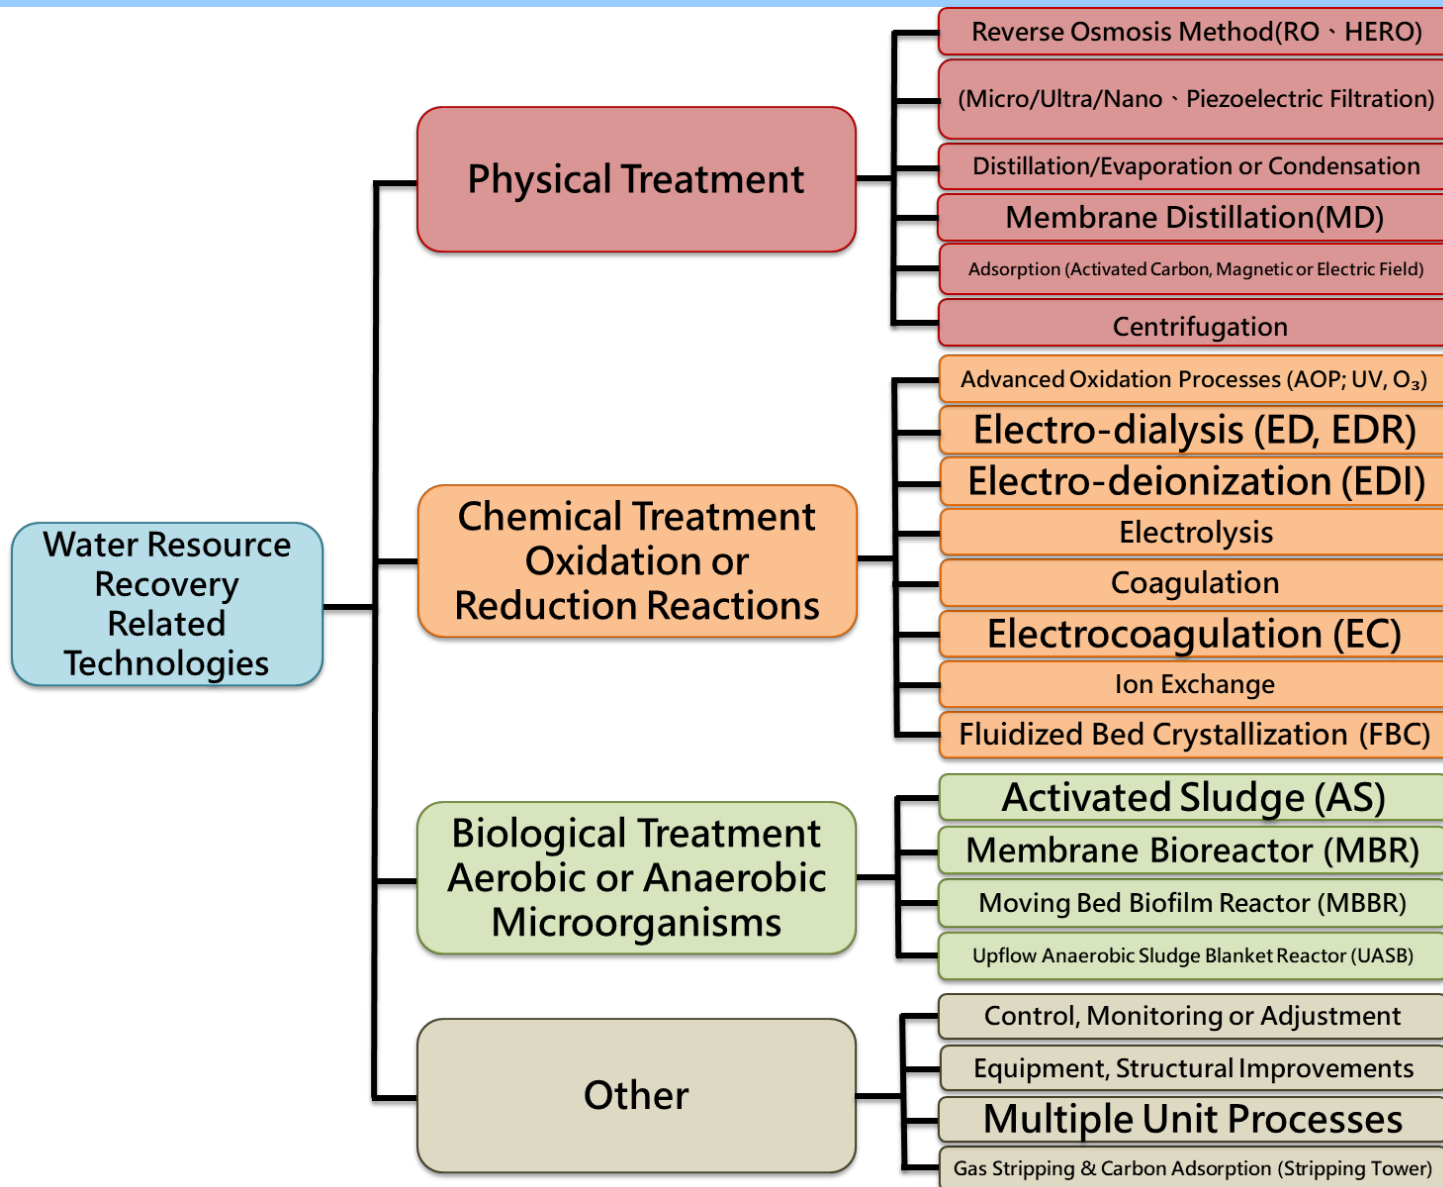 Reverse Osmosis Method(RO、HERO)
(Micro/Ultra/Nano、Piezoelectric Filtration)
Distillation/Evaporation or Condensation
Membrane Distillation(MD)
Adsorption (Activated Carbon, Magnetic or Electric Field)
Centrifugation
Physical Treatment
Advanced Oxidation Processes (AOP; UV, O₃)
Electro-dialysis (ED, EDR)
Electro-deionization (EDI)
Electrolysis
Coagulation
Electrocoagulation (EC)
Ion Exchange
Fluidized Bed Crystallization (FBC)
Chemical Treatment
Oxidation or
Reduction Reactions
Water Resource
Recovery
Related
Technologies
Activated Sludge (AS)
Membrane Bioreactor (MBR)
Moving Bed Biofilm Reactor (MBBR)
Upflow Anaerobic Sludge Blanket Reactor (UASB)
Biological Treatment
Aerobic or Anaerobic
Microorganisms
Control, Monitoring or Adjustment
Equipment, Structural Improvements
Multiple Unit Processes
Gas Stripping & Carbon Adsorption (Stripping Tower)
Other